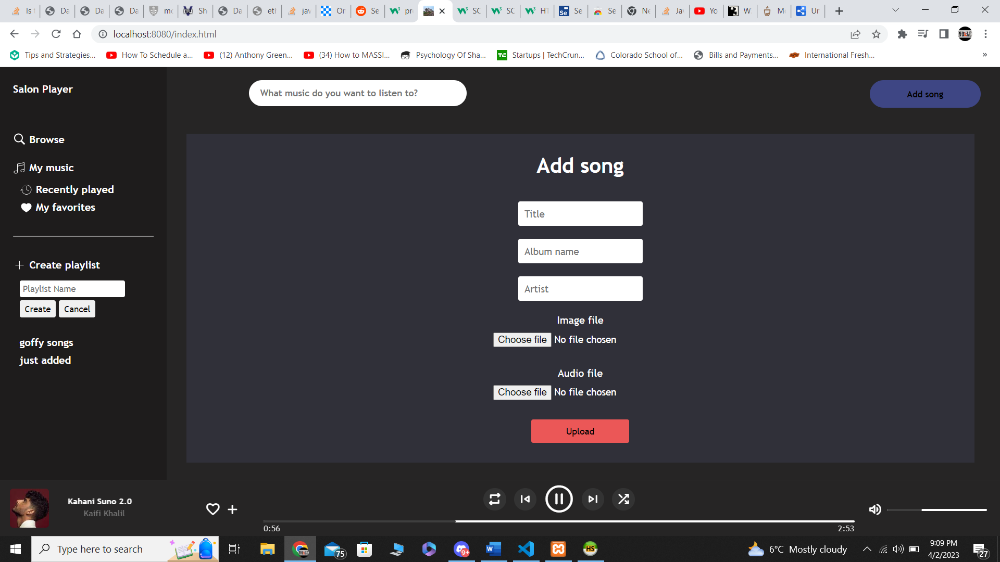 Is t
Da
Da
Da
mc
Sh
Da
etl
jav
Or
Se
pr
SC
SC
HT
Se
Se
Ne
Jav
Yo
W
Me
Ur
localhost:8080/index.html
Tips and Strategies...
How To Schedule a...
(12) Anthony Green...
(34) How to MASSI...
Psychology Of Sha...
Startups | TechCrun...
Colorado School of...
Bills and Payments...
International Fresh...
»
Salon Player
What music do you want to listen to?
Add song
Browse
My music
Recently played
My favorites
Create playlist
Playlist Name
Create Cancel
goffy songs
just added
Add song
Title
Album name
Artist
Image file
Choose file No file chosen
Audio file
Choose file No file chosen
Upload
Kahani Suno 2.0
Kaifi Khalil
0:56
2:53
Type here to search
75
9+
6°C Mostly cloudy
9:09 PM
4/2/2023
27